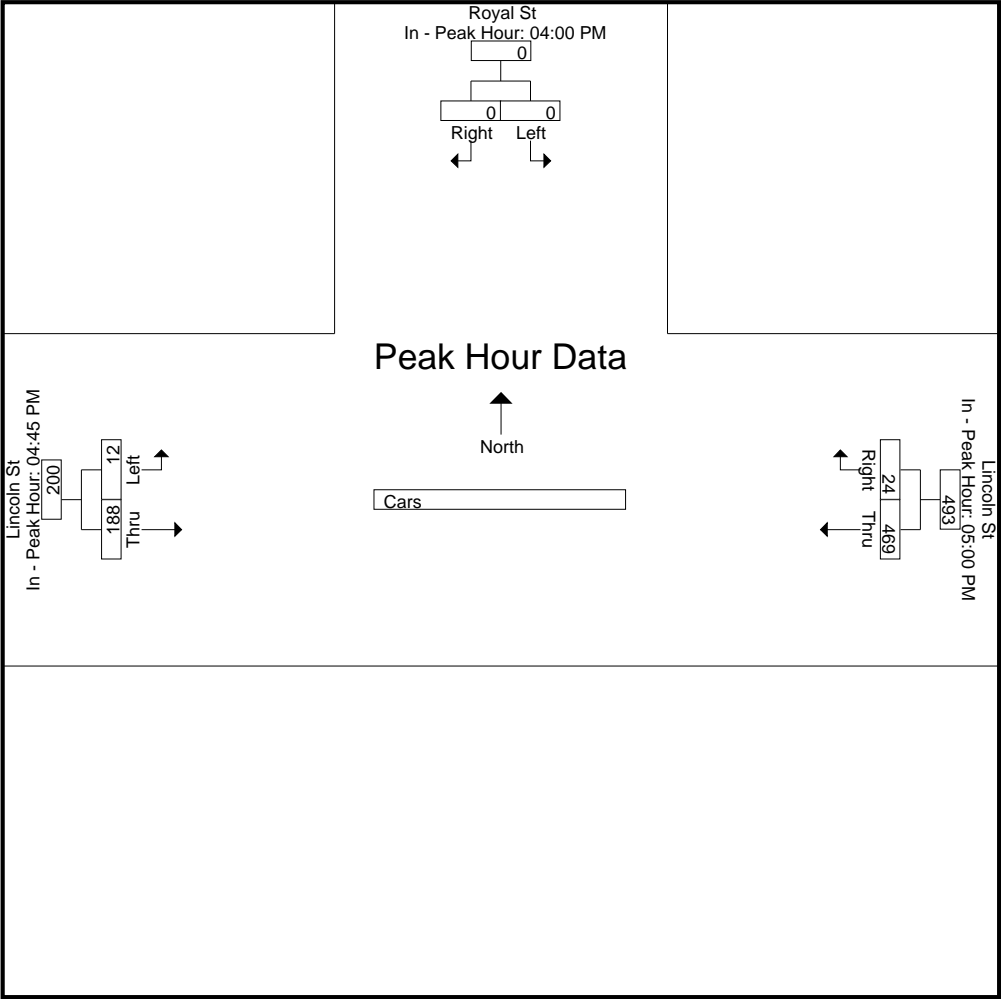 Royal St
In - Peak Hour: 04:00 PM
0
0 0
Right Left
Peak Hour Data
North
Cars
Lincoln St
In - Peak Hour: 04:45 PM
200
12 188
Left Thru
Lincoln St
In - Peak Hour: 05:00 PM
493
24 469
Right Thru